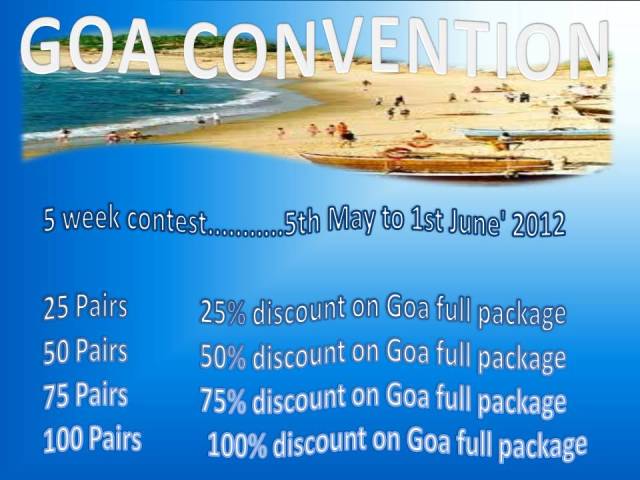 GOA CONVENTION
5 week contest...........5th May to 1st June' 2012
25 Pairs 25% discount on Goa full package
50 Pairs 50% discount on Goa full package
75 Pairs 75% discount on Goa full package
100 Pairs 100% discount on Goa full package